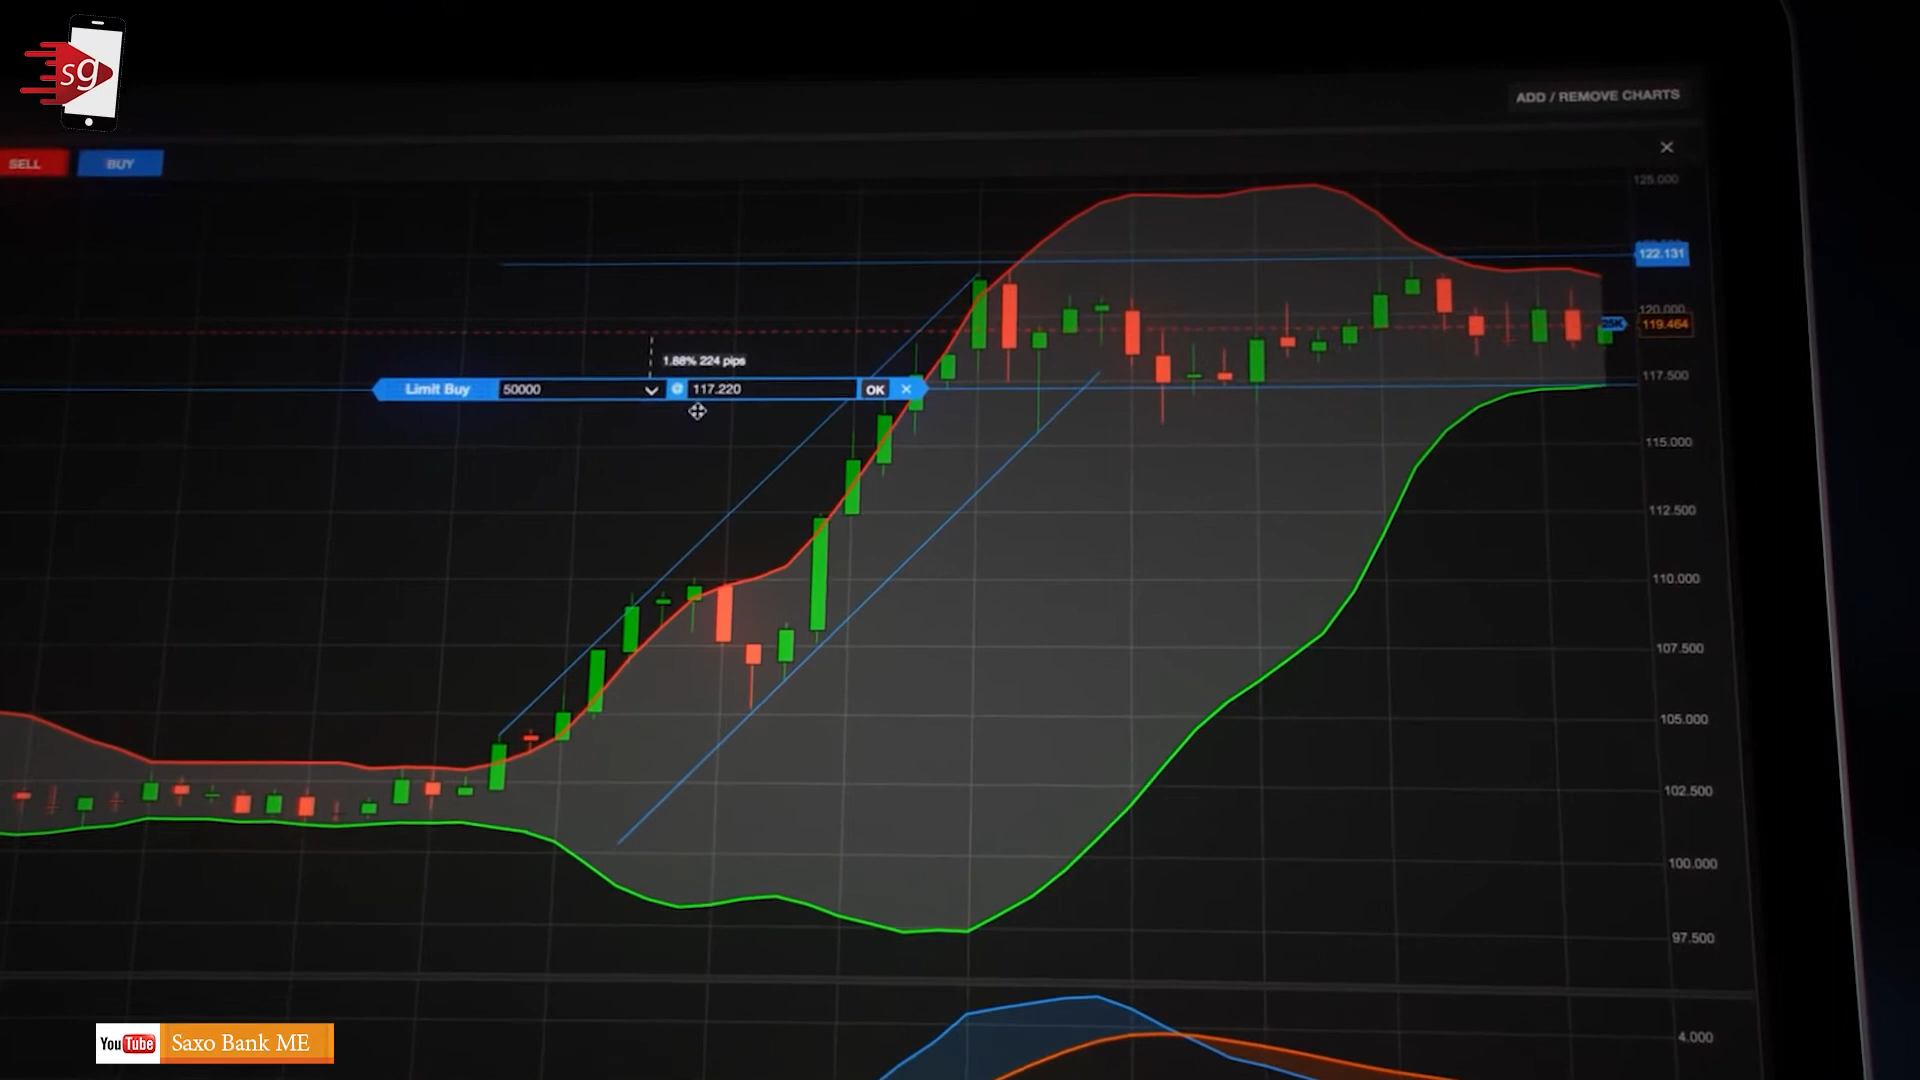 sg
ADD / REMOVE CHARTS
SELL
BUY
125.000
122.131
120.000
119.464
25K
1.88% 224 pips
Limit Buy 50000 @ 117.220 OK
117.500
115.000
112.500
110.000
107.500
105.000
102.500
100.000
97.500
4.000
YouTube Saxo Bank ME